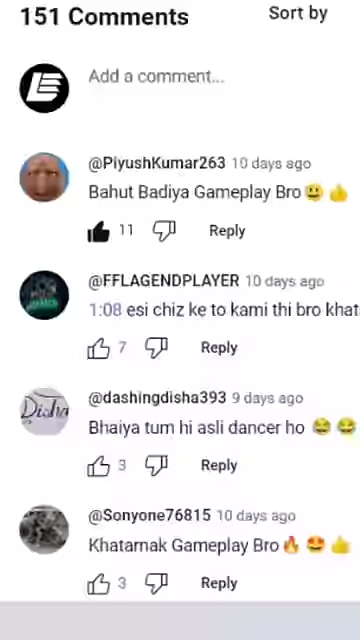 151 Comments
Sort by
Add a comment...
@PiyushKumar263 10 days ago
Bahut Badiya Gameplay Bro😃👍
11 Reply
@FFLAGENDPLAYER 10 days ago
1:08 esi chiz ke to kami thi bro khat
7 Reply
Disha
@dashingdisha393 9 days ago
Bhaiya tum hi asli dancer ho 😂😂
3 Reply
@Sonyone76815 10 days ago
Khatarnak Gameplay Bro🔥🤩👍
3 Reply